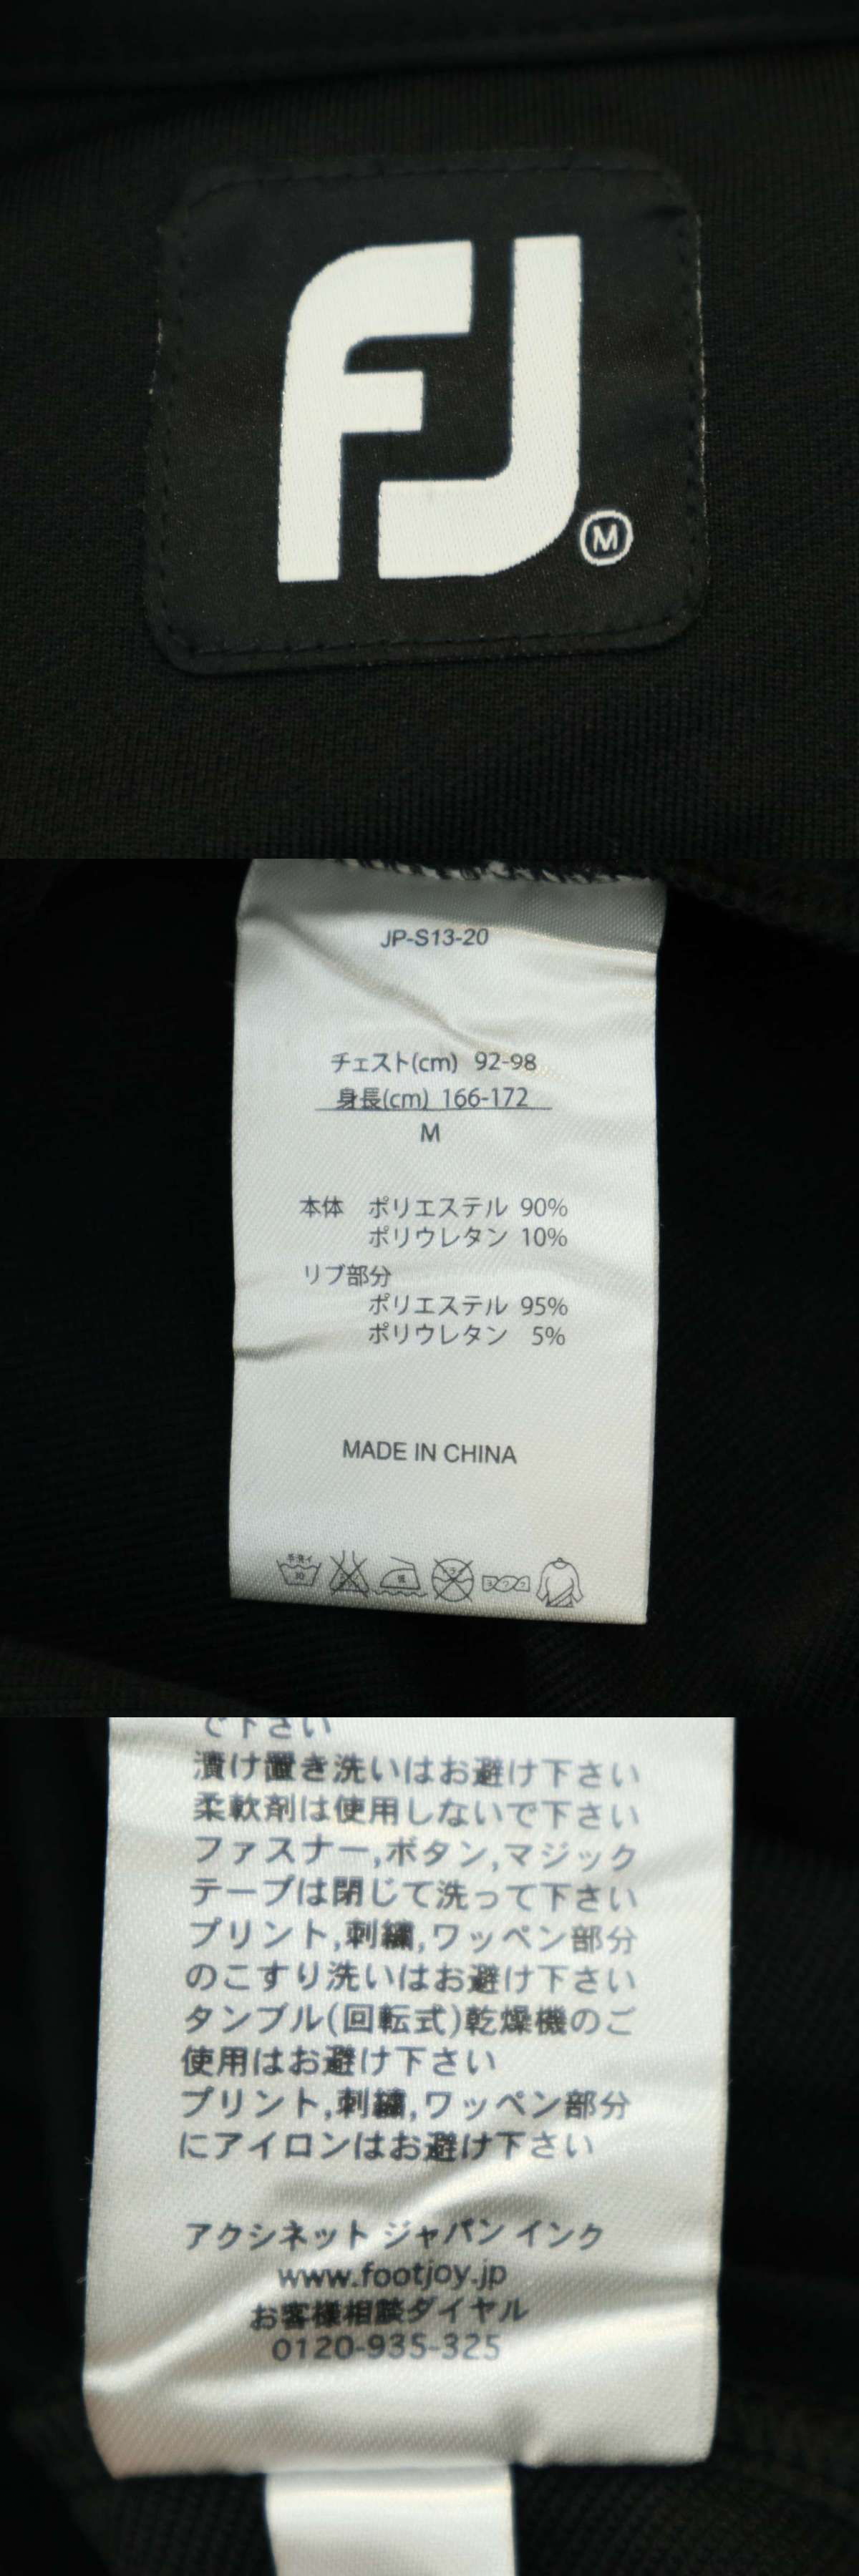 FJ
M
JP-S13-20
チェスト(cm) 92-98
身長(cm) 166-172
M
本体 ポリエステル 90%
ポリウレタン 10%
リブ部分
ポリエステル 95%
ポリウレタン 5%
MADE IN CHINA
手洗イ
30
で下さい
漬け置き洗いはお避け下さい
柔軟剤は使用しないで下さい
ファスナー,ボタン,マジック
テープは閉じて洗って下さい
プリント,刺繍,ワッペン部分
のこすり洗いはお避け下さい
タンブル(回転式)乾燥機のご
使用はお避け下さい
プリント,刺繍,ワッペン部分
にアイロンはお避け下さい
アクシネット ジャパン インク
www.footjoy.jp
お客様相談ダイヤル
0120-935-325